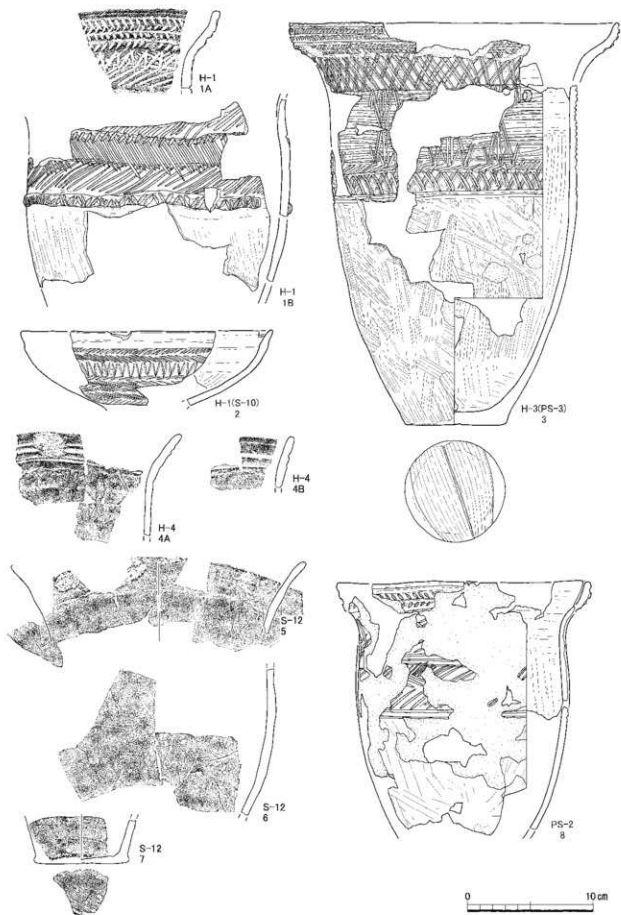 H-1
1A
H-1
1B
H-1(S-10)
2
H-3(PS-3)
3
H-4
4A
H-4
4B
S-12
5
S-12
6
S-12
7
PS-2
8
0 10cm